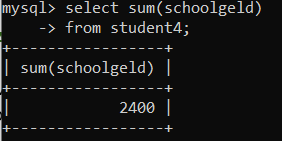 mysql> select sum(schoolgeld)
    -> from student4;
+-----------------+
| sum(schoolgeld) |
+-----------------+
|            2400 |
+-----------------+